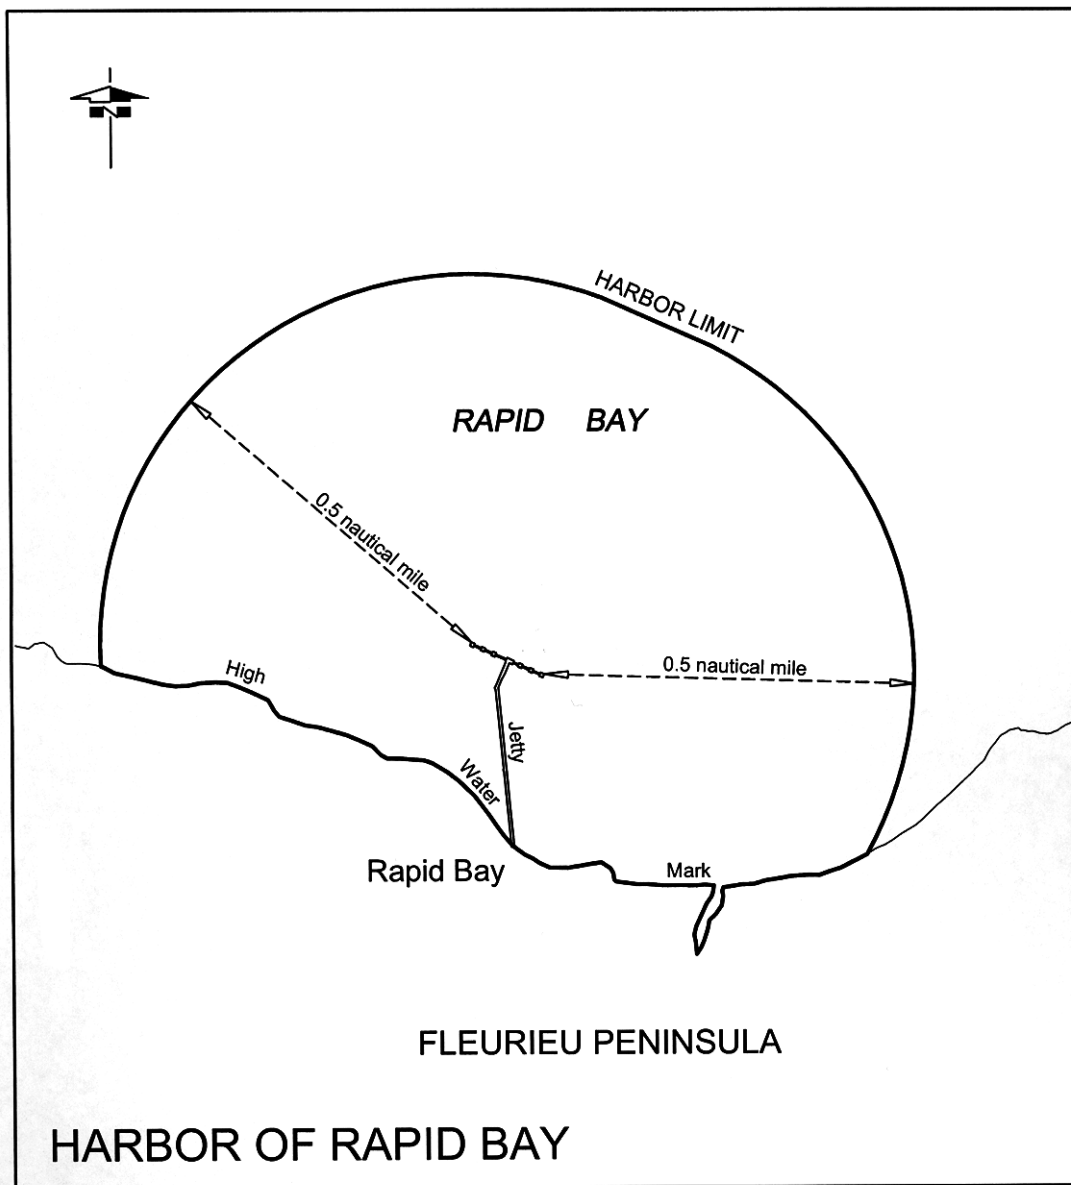 N
HARBOR LIMIT
RAPID BAY
0.5 nautical mile
0.5 nautical mile
High
Jetty
Water
Rapid Bay
Mark
FLEURIEU PENINSULA
HARBOR OF RAPID BAY